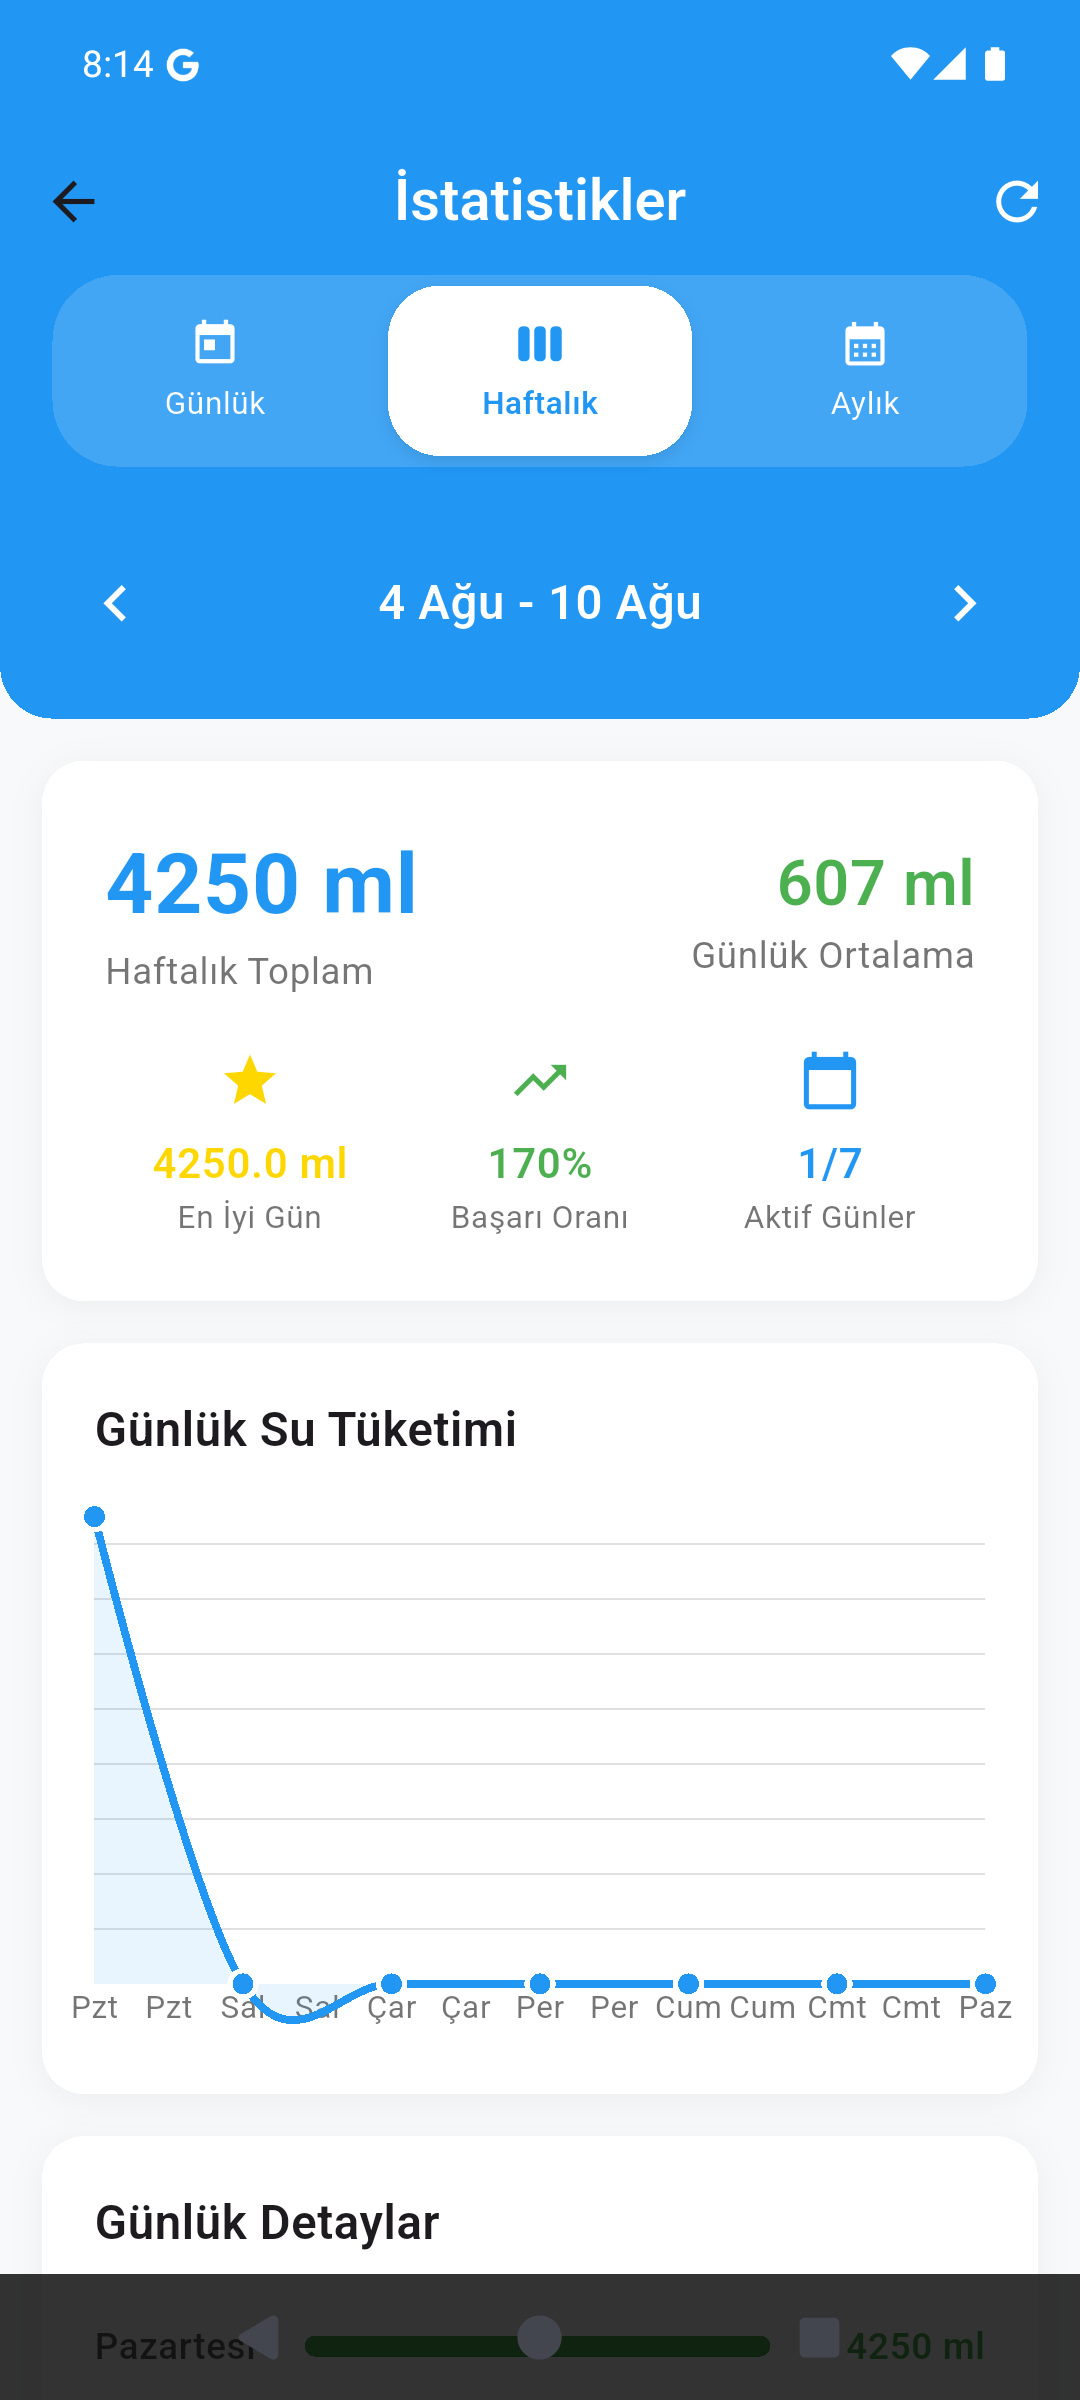 8:14
İstatistikler
Günlük
Haftalık
Aylık
4 Ağu - 10 Ağu
4250 ml
607 ml
Haftalık Toplam
Günlük Ortalama
4250.0 ml
170%
1/7
En İyi Gün
Başarı Oranı
Aktif Günler
Günlük Su Tüketimi
Pzt Pzt Sal Sal Çar Çar Per Per Cum Cum Cmt Cmt Paz
Günlük Detaylar
Pazartesi 4250 ml